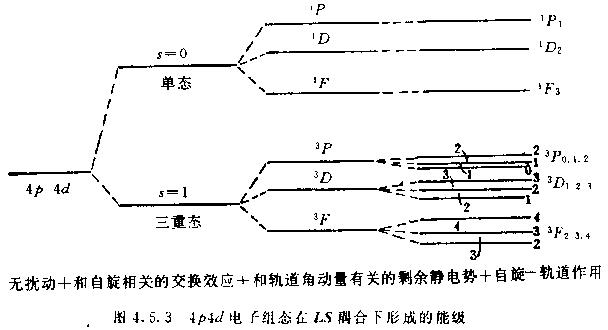 ¹P
¹P₁
¹D
¹D₂
s=0
单态
¹F
¹F₃
4p 4d
³P
2
2
³P₀,₁,₂
1
1
0
³D
3
3
³D₁,₂,₃
2
2
1
s=1
三重态
³F
4
4
³F₂,₃,₄
3
3
2
无扰动+和自旋相关的交换效应+和轨道角动量有关的剩余静电势+自旋-轨道作用
图 4.5.3 4p4d 电子组态在 LS 耦合下形成的能级